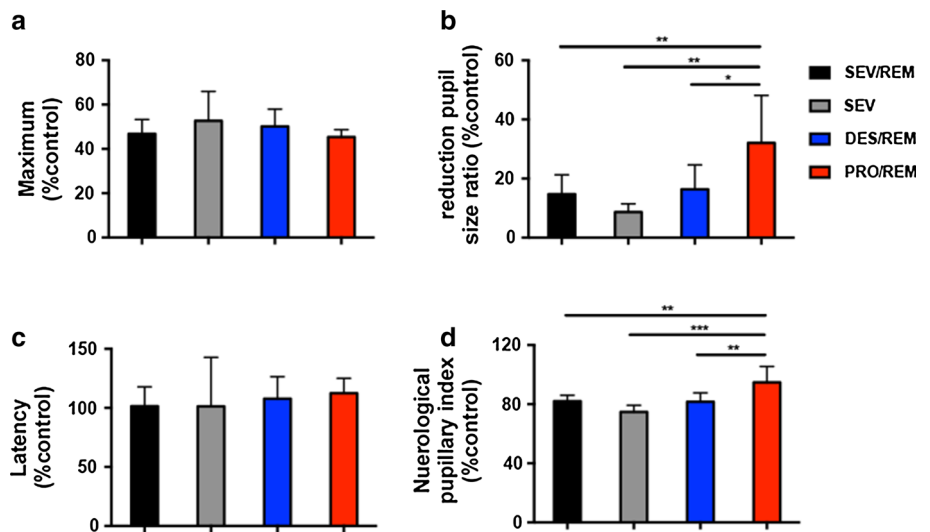 a
Maximum
(%control)
80
60
40
20
0
b
reduction pupil
size ratio (%control)
60
40
20
0
**
**
*
SEV/REM
SEV
DES/REM
PRO/REM
c
Latency
(%control)
150
100
50
0
d
Nuerological
pupillary index
(%control)
120
80
40
0
**
***
**